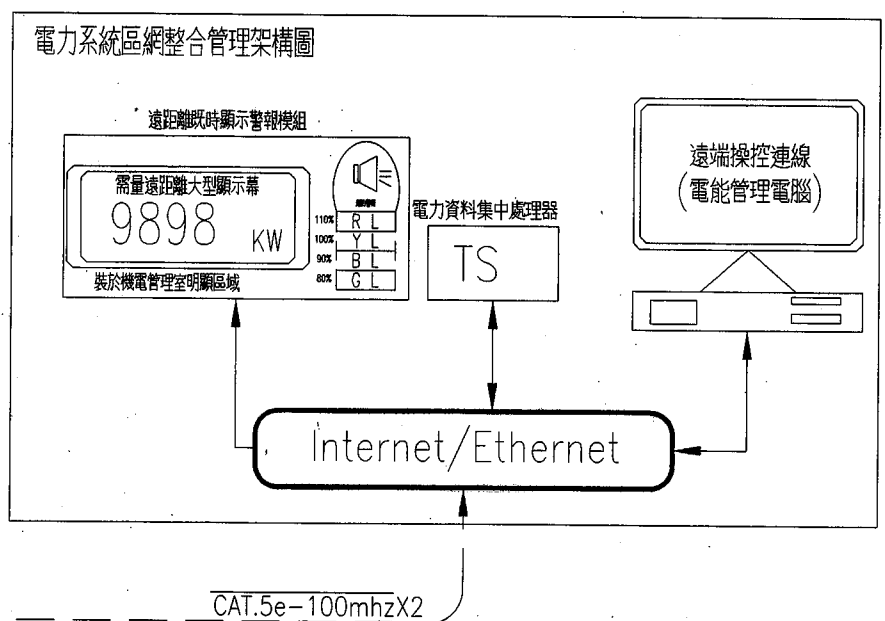 電力系統區網整合管理架構圖
遠距離既時顯示警報模組
需量遠距離大型顯示幕
9898 KW
裝於機電管理室明顯區域
110% R L
100% Y L
90% B L
80% G L
電力資料集中處理器
TS
遠端操控連線
(電能管理電腦)
Internet/Ethernet
CAT.5e-100mhzX2